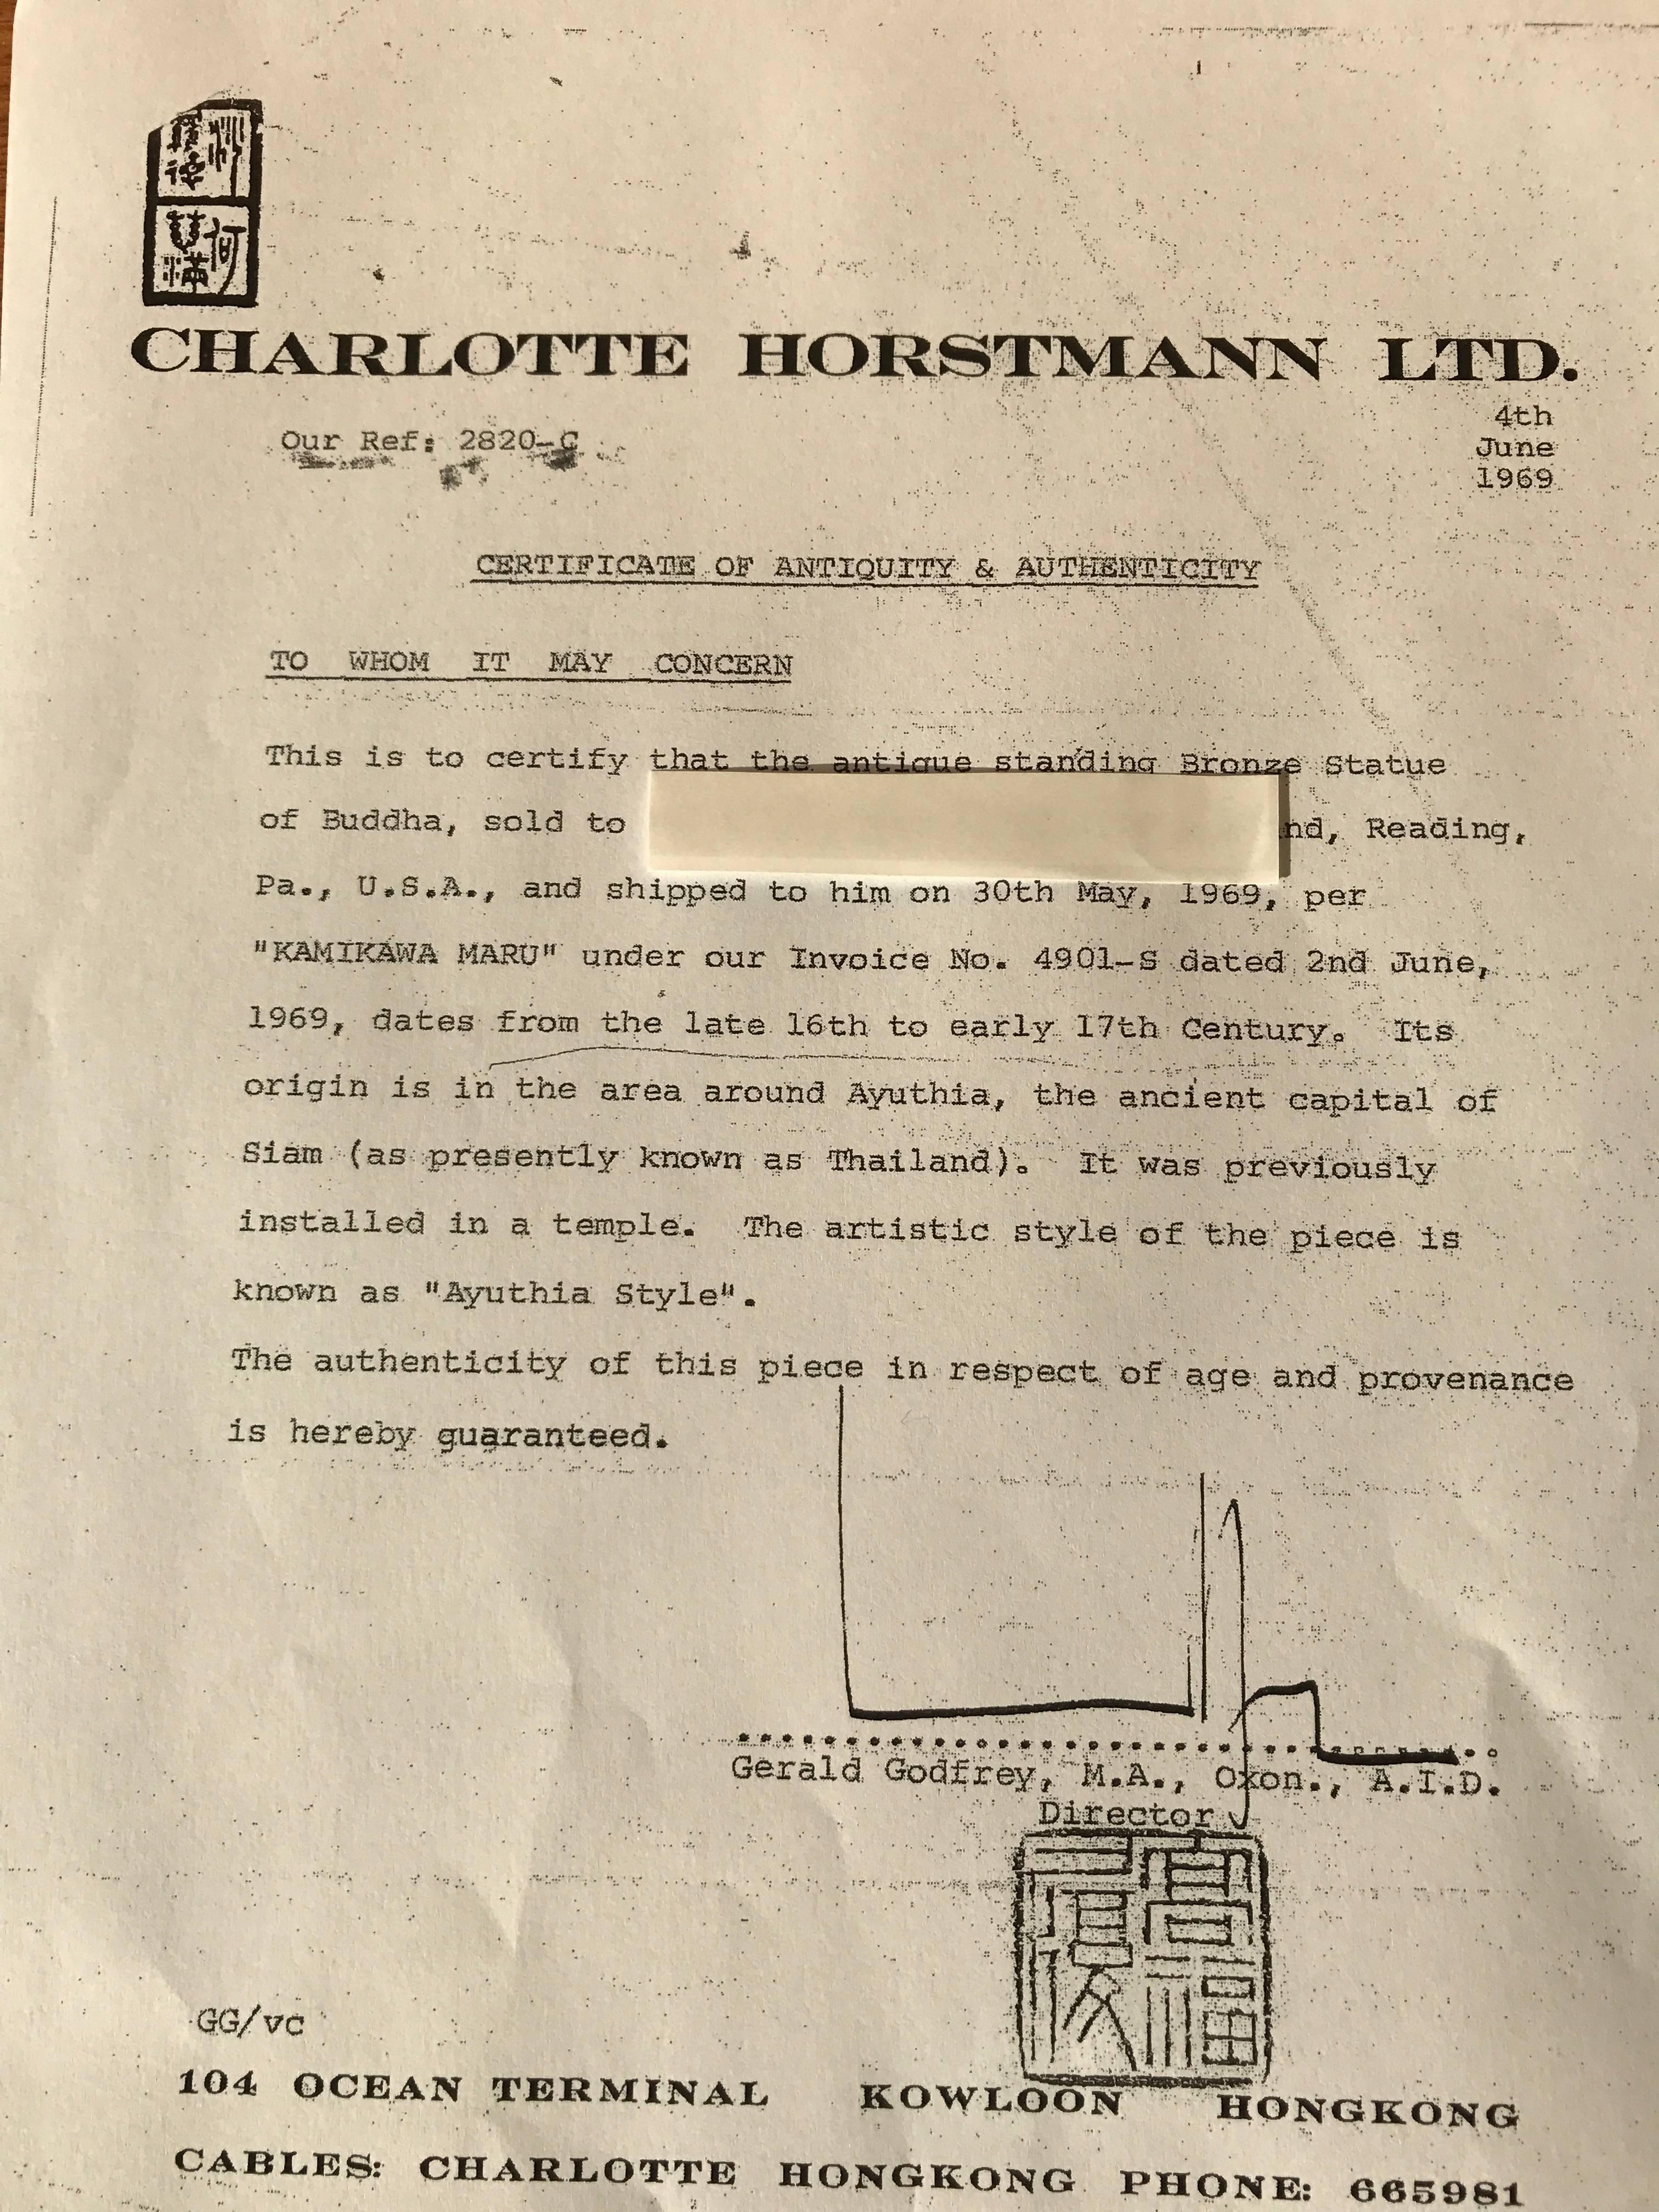 CHARLOTTE HORSTMANN LTD.
Our Ref: 2820-C
4th
June
1969
CERTIFICATE OF ANTIQUITY & AUTHENTICITY
TO WHOM IT MAY CONCERN
This is to certify that the antique standing Bronze Statue
of Buddha, sold to nd, Reading,
Pa., U.S.A., and shipped to him on 30th May, 1969, per
"KAMIKAWA MARU" under our Invoice No. 4901-S dated 2nd June,
1969, dates from the late 16th to early 17th Century. Its
origin is in the area around Ayuthia, the ancient capital of
Siam (as presently known as Thailand). It was previously
installed in a temple. The artistic style of the piece is
known as "Ayuthia Style".
The authenticity of this piece in respect of age and provenance
is hereby guaranteed.
Gerald Godfrey, M.A., Oxon., A.I.D.
Director
GG/vc
104 OCEAN TERMINAL KOWLOON HONGKONG
CABLES: CHARLOTTE HONGKONG PHONE: 665981